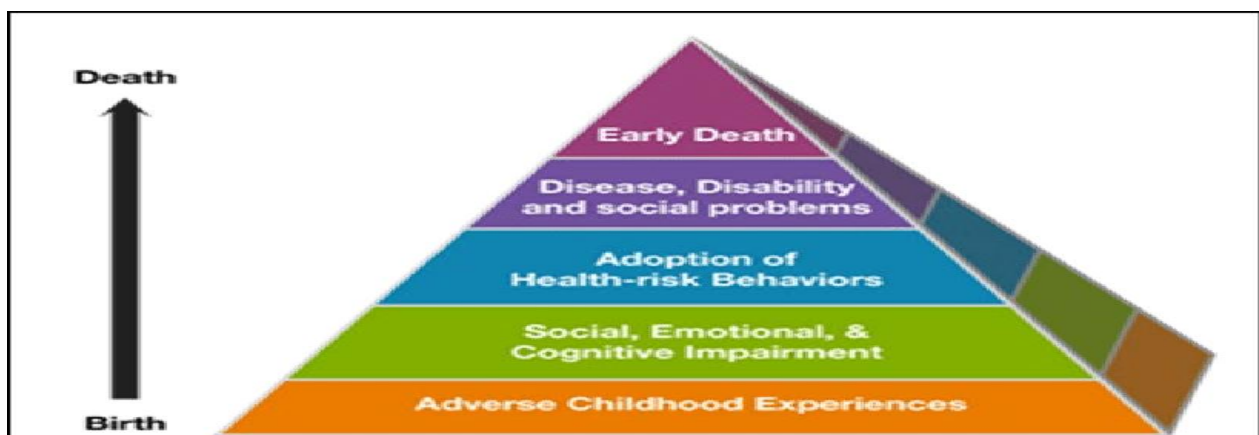 Death
Early Death
Disease, Disability
and social problems
Adoption of
Health-risk Behaviors
Social, Emotional, &
Cognitive Impairment
Adverse Childhood Experiences
Birth